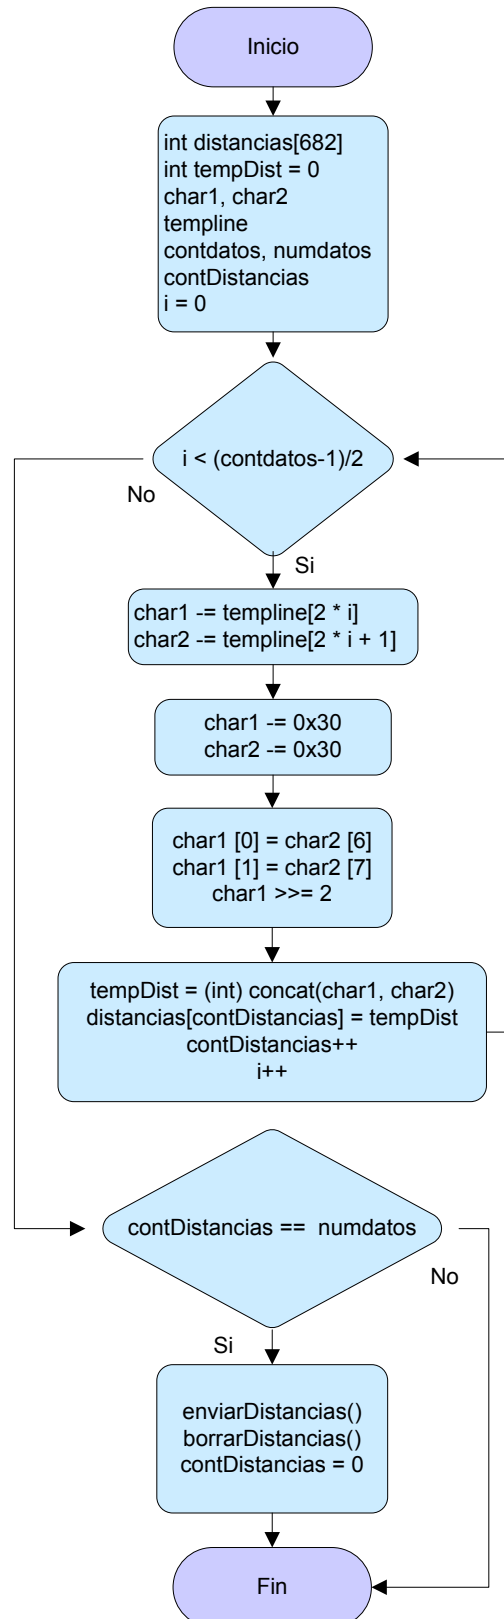 Inicio
int distancias[682]
int tempDist = 0
char1, char2
templine
contdatos, numdatos
contDistancias
i = 0
i < (contdatos-1)/2
No
Si
char1 -= templine[2 * i]
char2 -= templine[2 * i + 1]
char1 -= 0x30
char2 -= 0x30
char1 [0] = char2 [6]
char1 [1] = char2 [7]
char1 >>= 2
tempDist = (int) concat(char1, char2)
distancias[contDistancias] = tempDist
contDistancias++
i++
contDistancias == numdatos
No
Si
enviarDistancias()
borrarDistancias()
contDistancias = 0
Fin